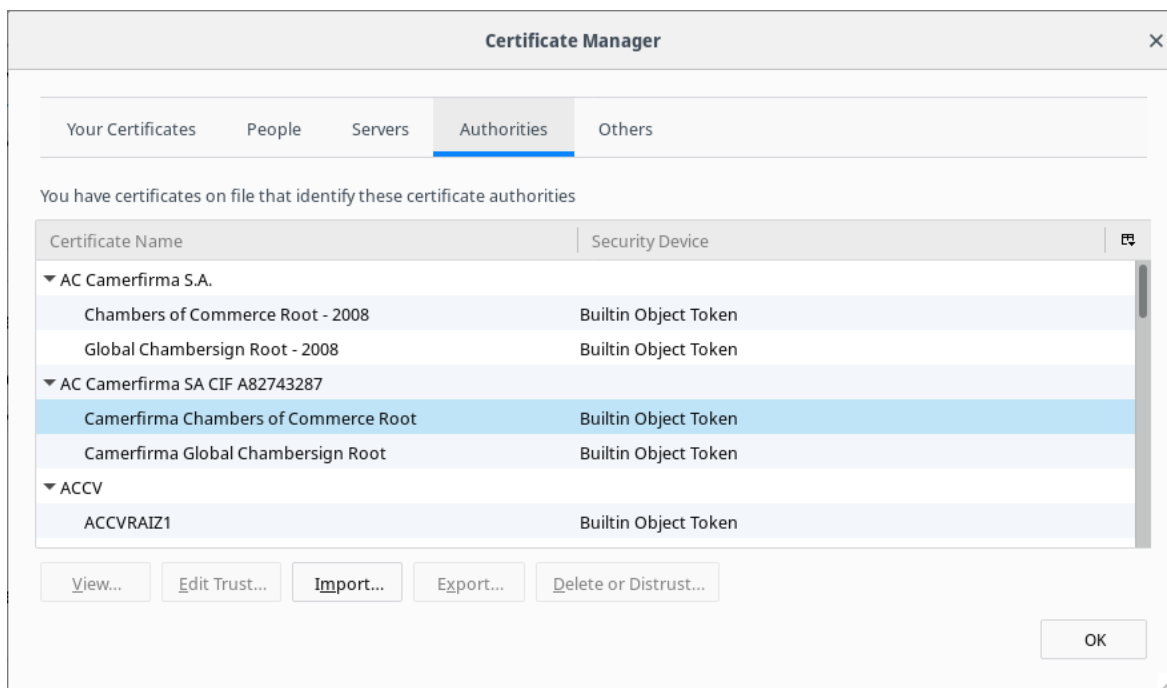 Certificate Manager
Your Certificates People Servers Authorities Others
You have certificates on file that identify these certificate authorities
Certificate Name Security Device
AC Camerfirma S.A.
Chambers of Commerce Root - 2008 Builtin Object Token
Global Chambersign Root - 2008 Builtin Object Token
AC Camerfirma SA CIF A82743287
Camerfirma Chambers of Commerce Root Builtin Object Token
Camerfirma Global Chambersign Root Builtin Object Token
ACCV
ACCVRAIZ1 Builtin Object Token
View... Edit Trust... Import... Export... Delete or Distrust...
OK